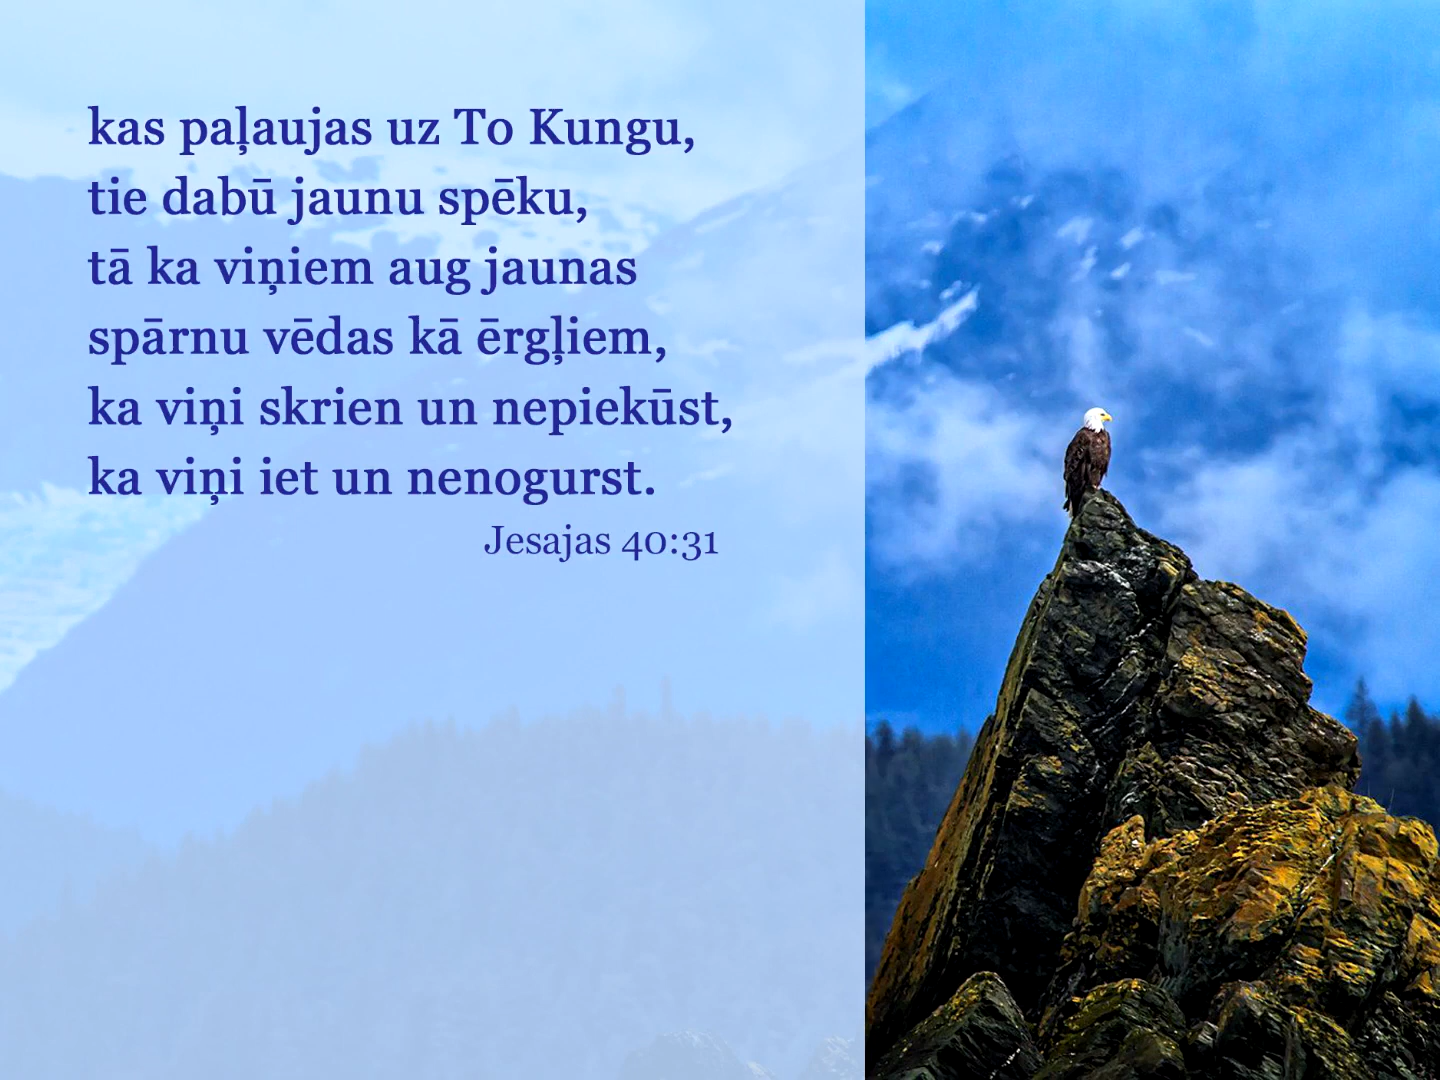 kas paļaujas uz To Kungu,
tie dabū jaunu spēku,
tā ka viņiem aug jaunas
spārnu vēdas kā ērgļiem,
ka viņi skrien un nepiekūst,
ka viņi iet un nenogurst.
Jesajas 40:31